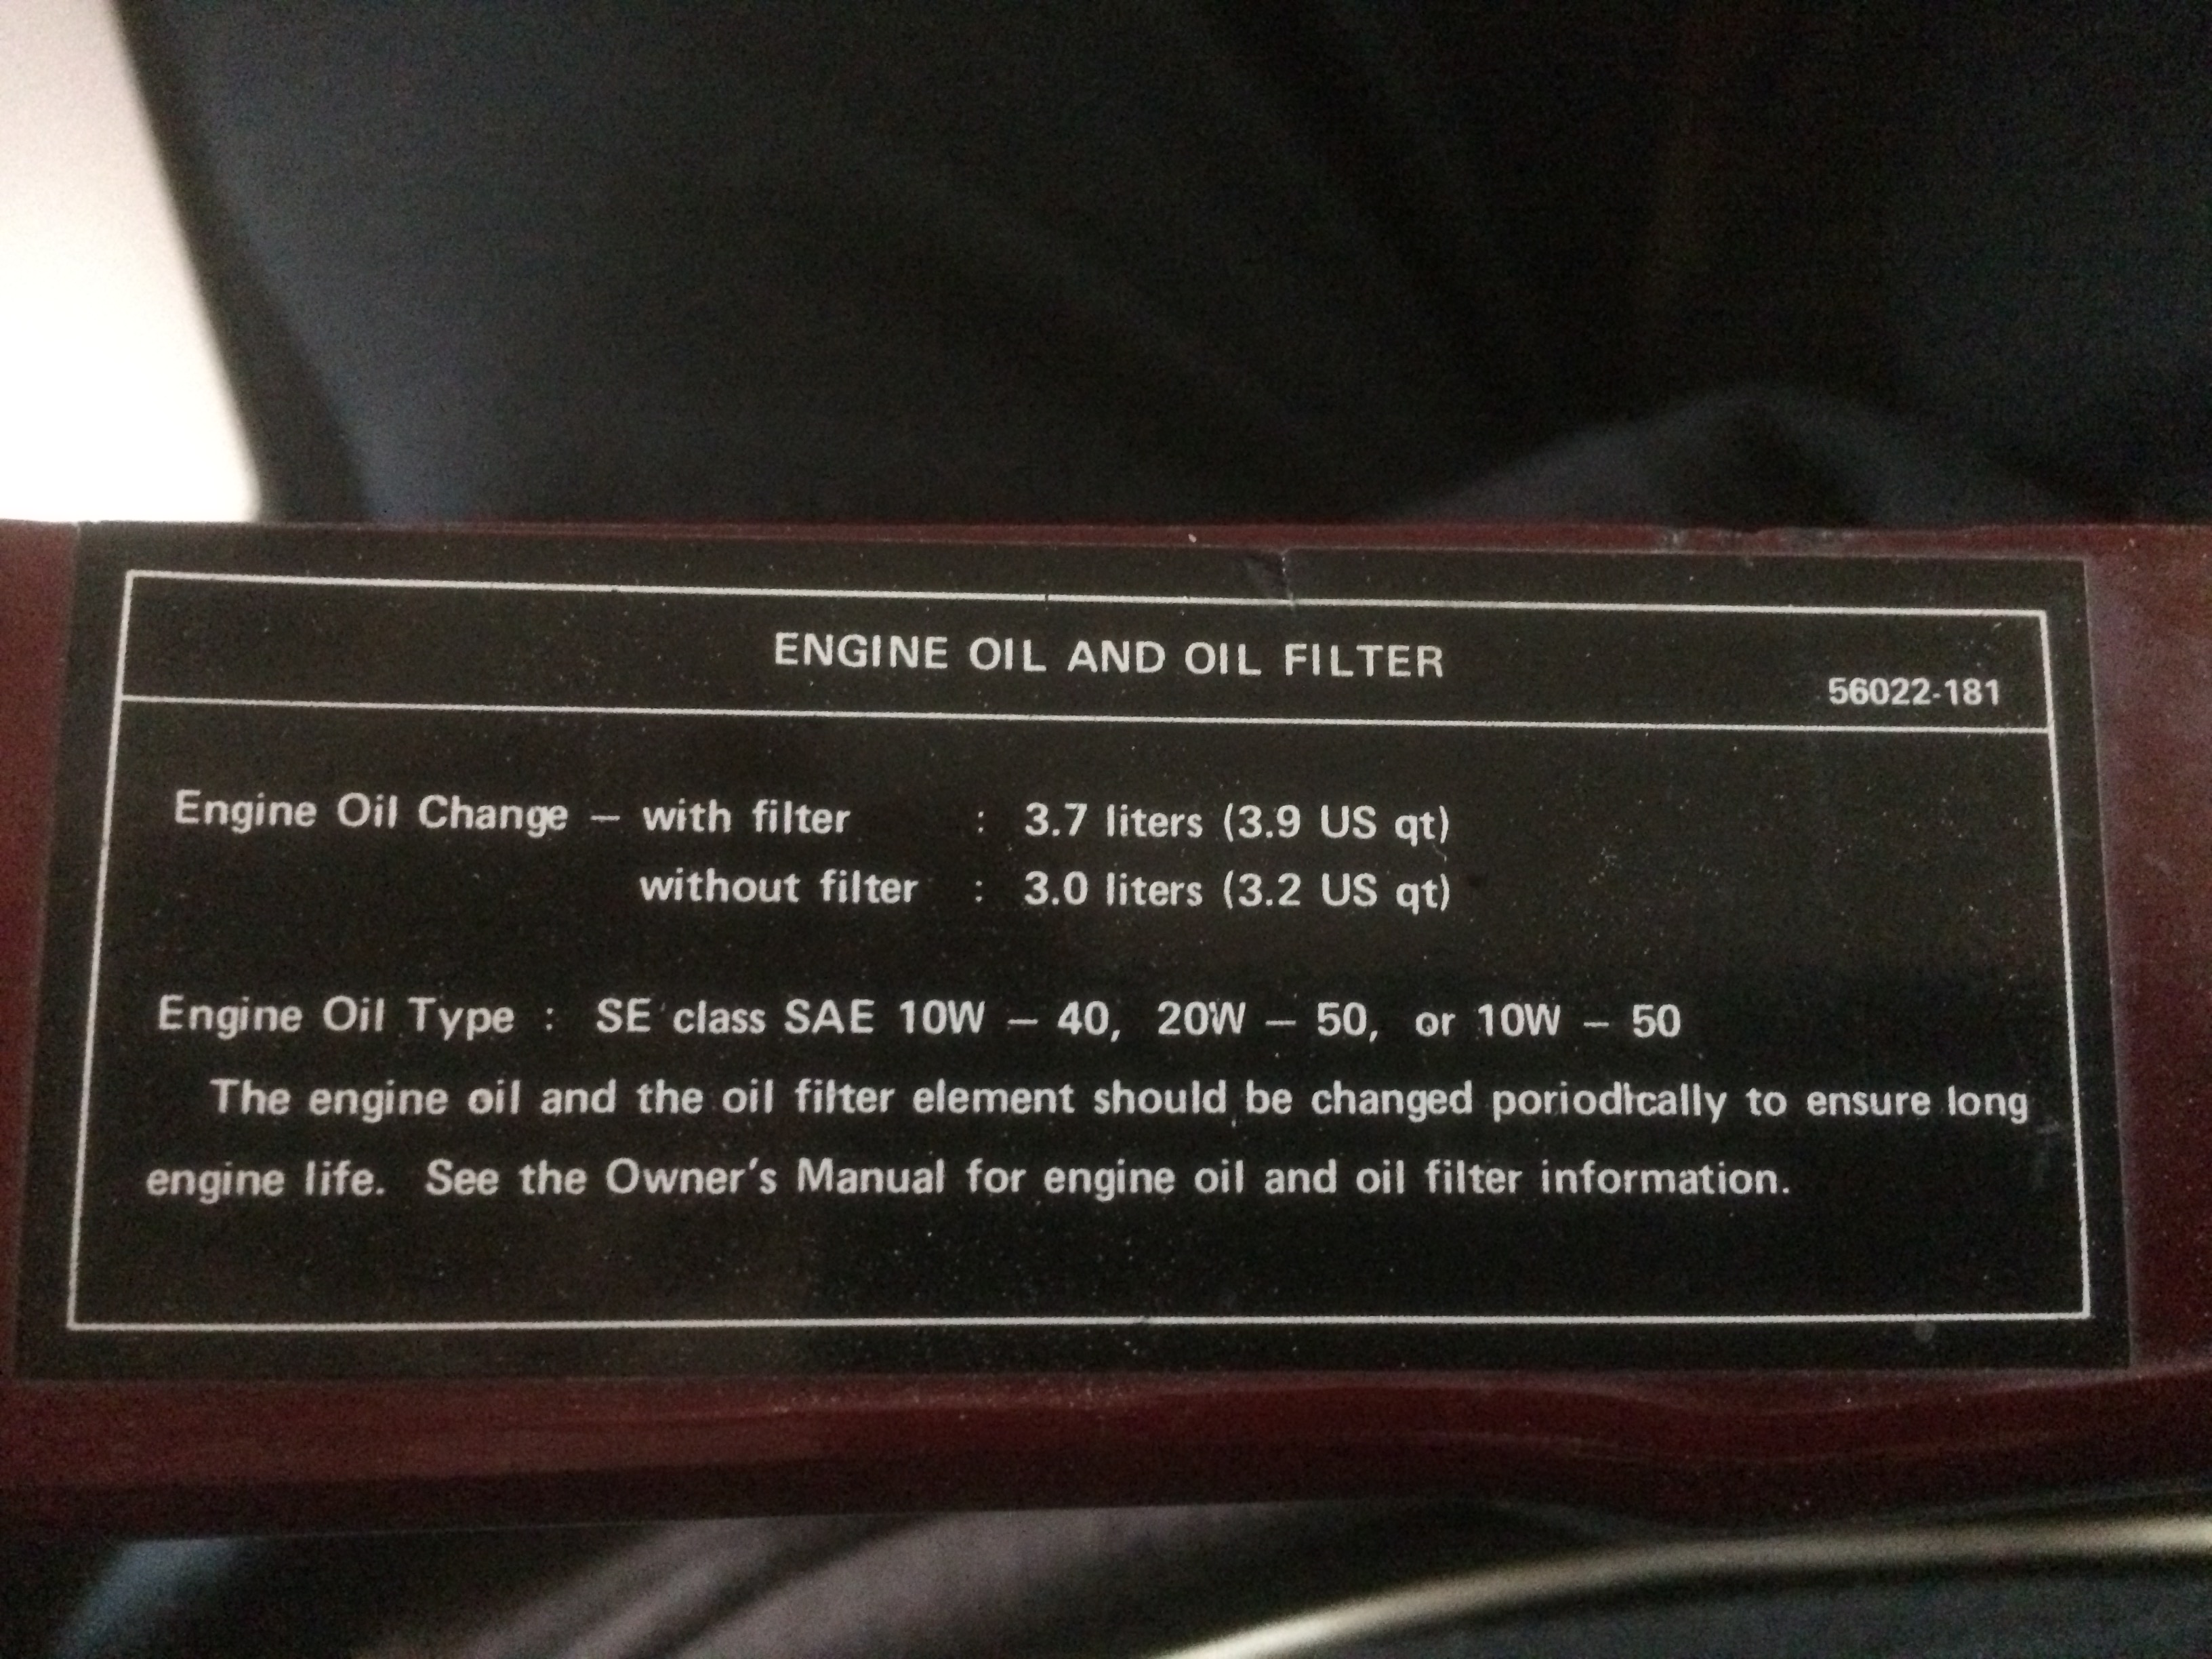 ENGINE OIL AND OIL FILTER
56022-181
Engine Oil Change — with filter : 3.7 liters (3.9 US qt)
without filter : 3.0 liters (3.2 US qt)
Engine Oil Type : SE class SAE 10W — 40, 20W — 50, or 10W — 50
The engine oil and the oil filter element should be changed poriodically to ensure long
engine life. See the Owner's Manual for engine oil and oil filter information.